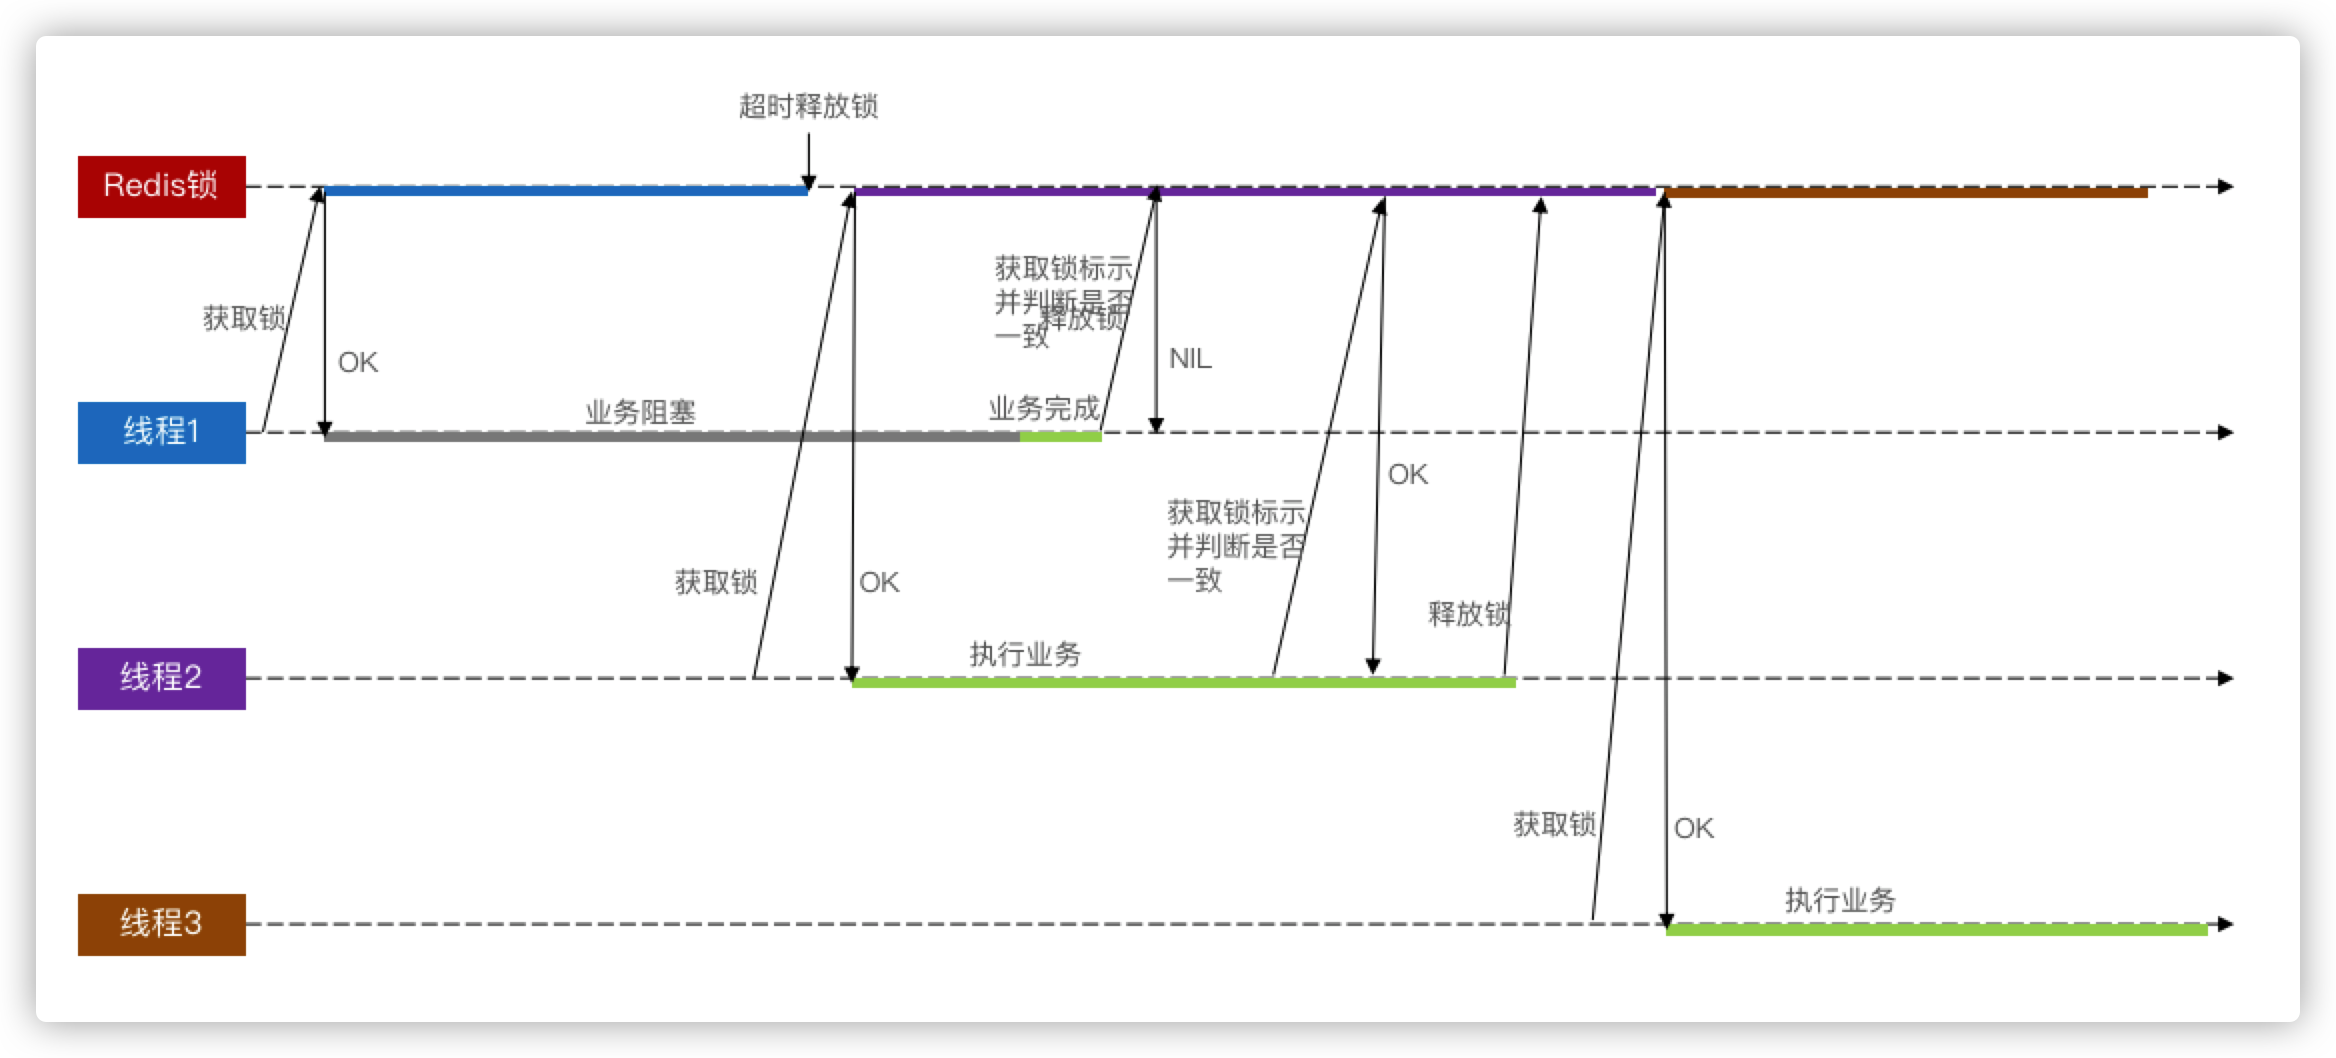 超时释放锁
Redis锁
获取锁标示
并判断是否
一致
释放锁
获取锁
OK
NIL
业务阻塞
业务完成
线程1
OK
获取锁标示
并判断是否
一致
获取锁
OK
释放锁
执行业务
线程2
获取锁
OK
执行业务
线程3